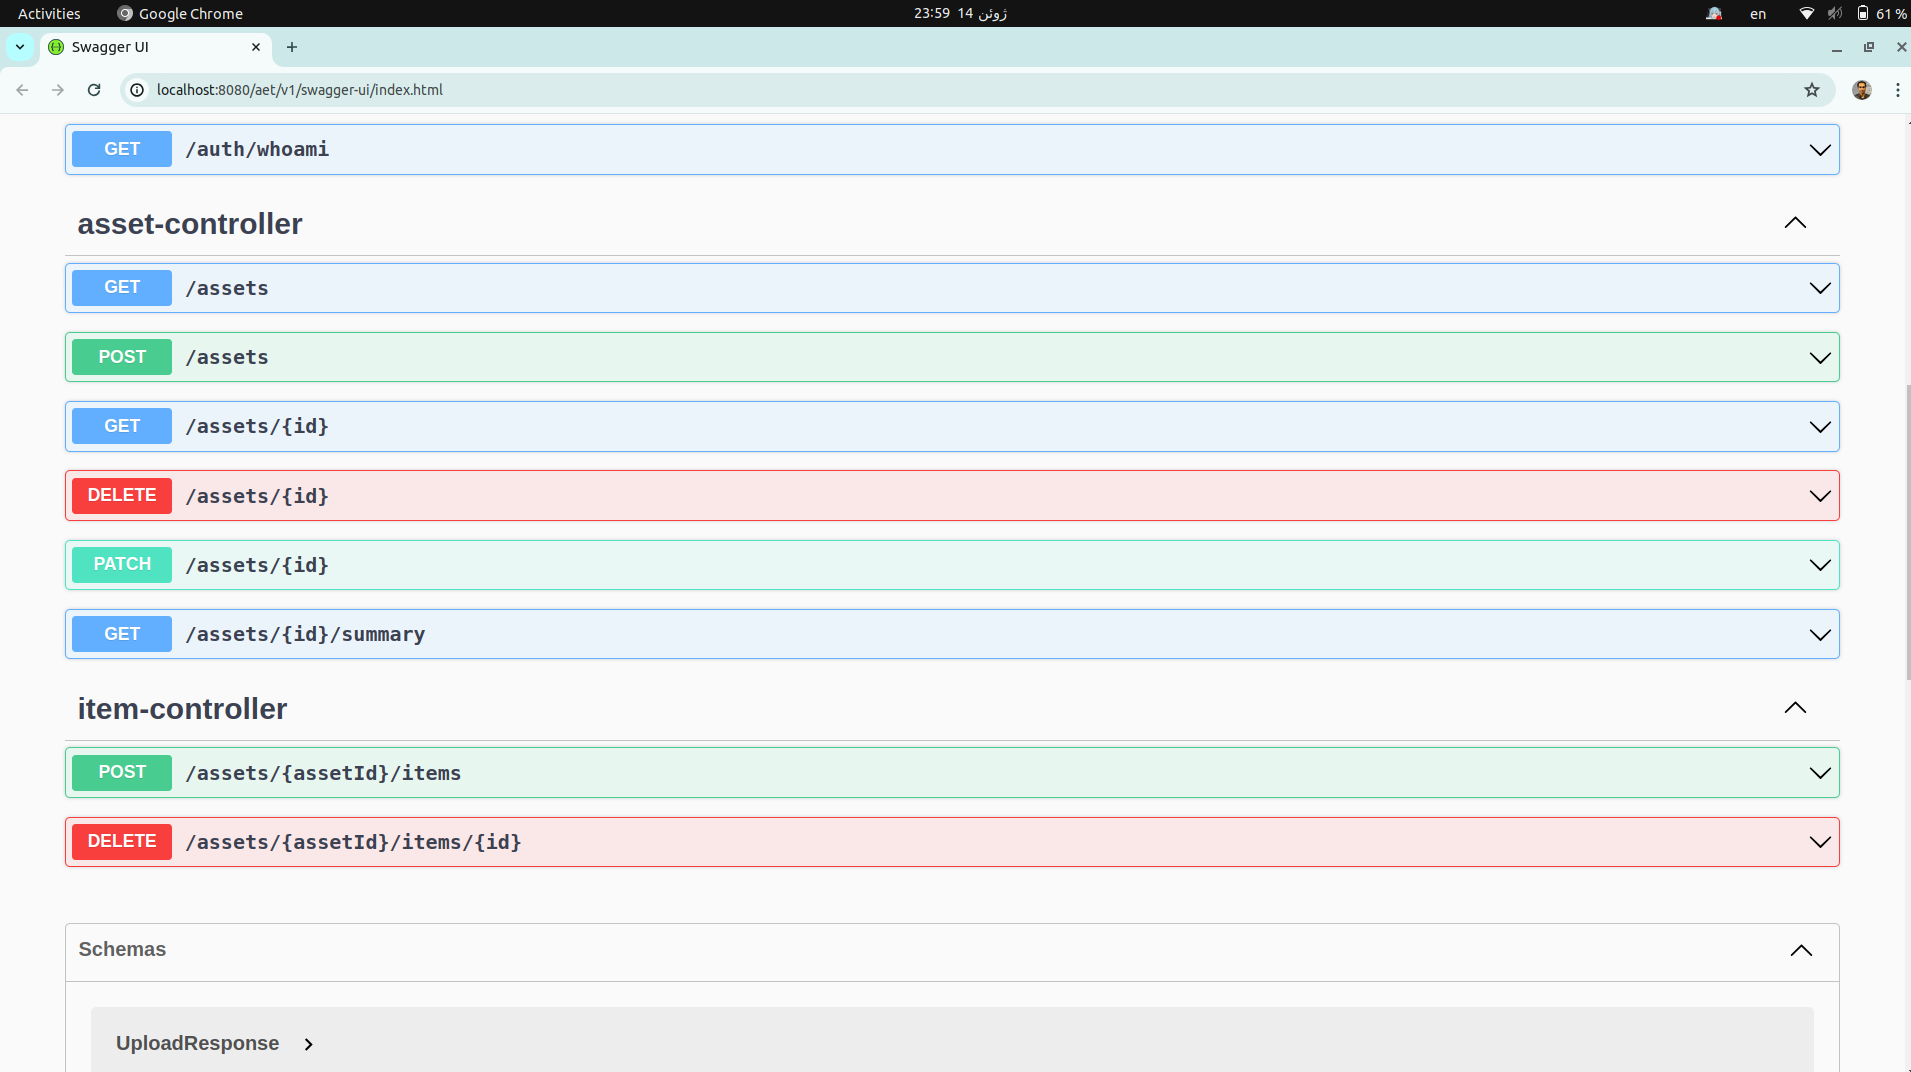 Activities Google Chrome 23:59 14 ژوئن en 61 %
Swagger UI
localhost:8080/aet/v1/swagger-ui/index.html
GET /auth/whoami
asset-controller
GET /assets
POST /assets
GET /assets/{id}
DELETE /assets/{id}
PATCH /assets/{id}
GET /assets/{id}/summary
item-controller
POST /assets/{assetId}/items
DELETE /assets/{assetId}/items/{id}
Schemas
UploadResponse